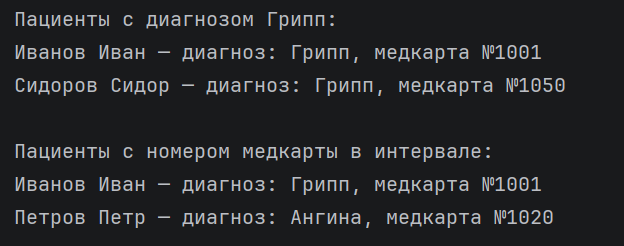 Пациенты с диагнозом Грипп:
Иванов Иван — диагноз: Грипп, медкарта №1001
Сидоров Сидор — диагноз: Грипп, медкарта №1050
Пациенты с номером медкарты в интервале:
Иванов Иван — диагноз: Грипп, медкарта №1001
Петров Петр — диагноз: Ангина, медкарта №1020